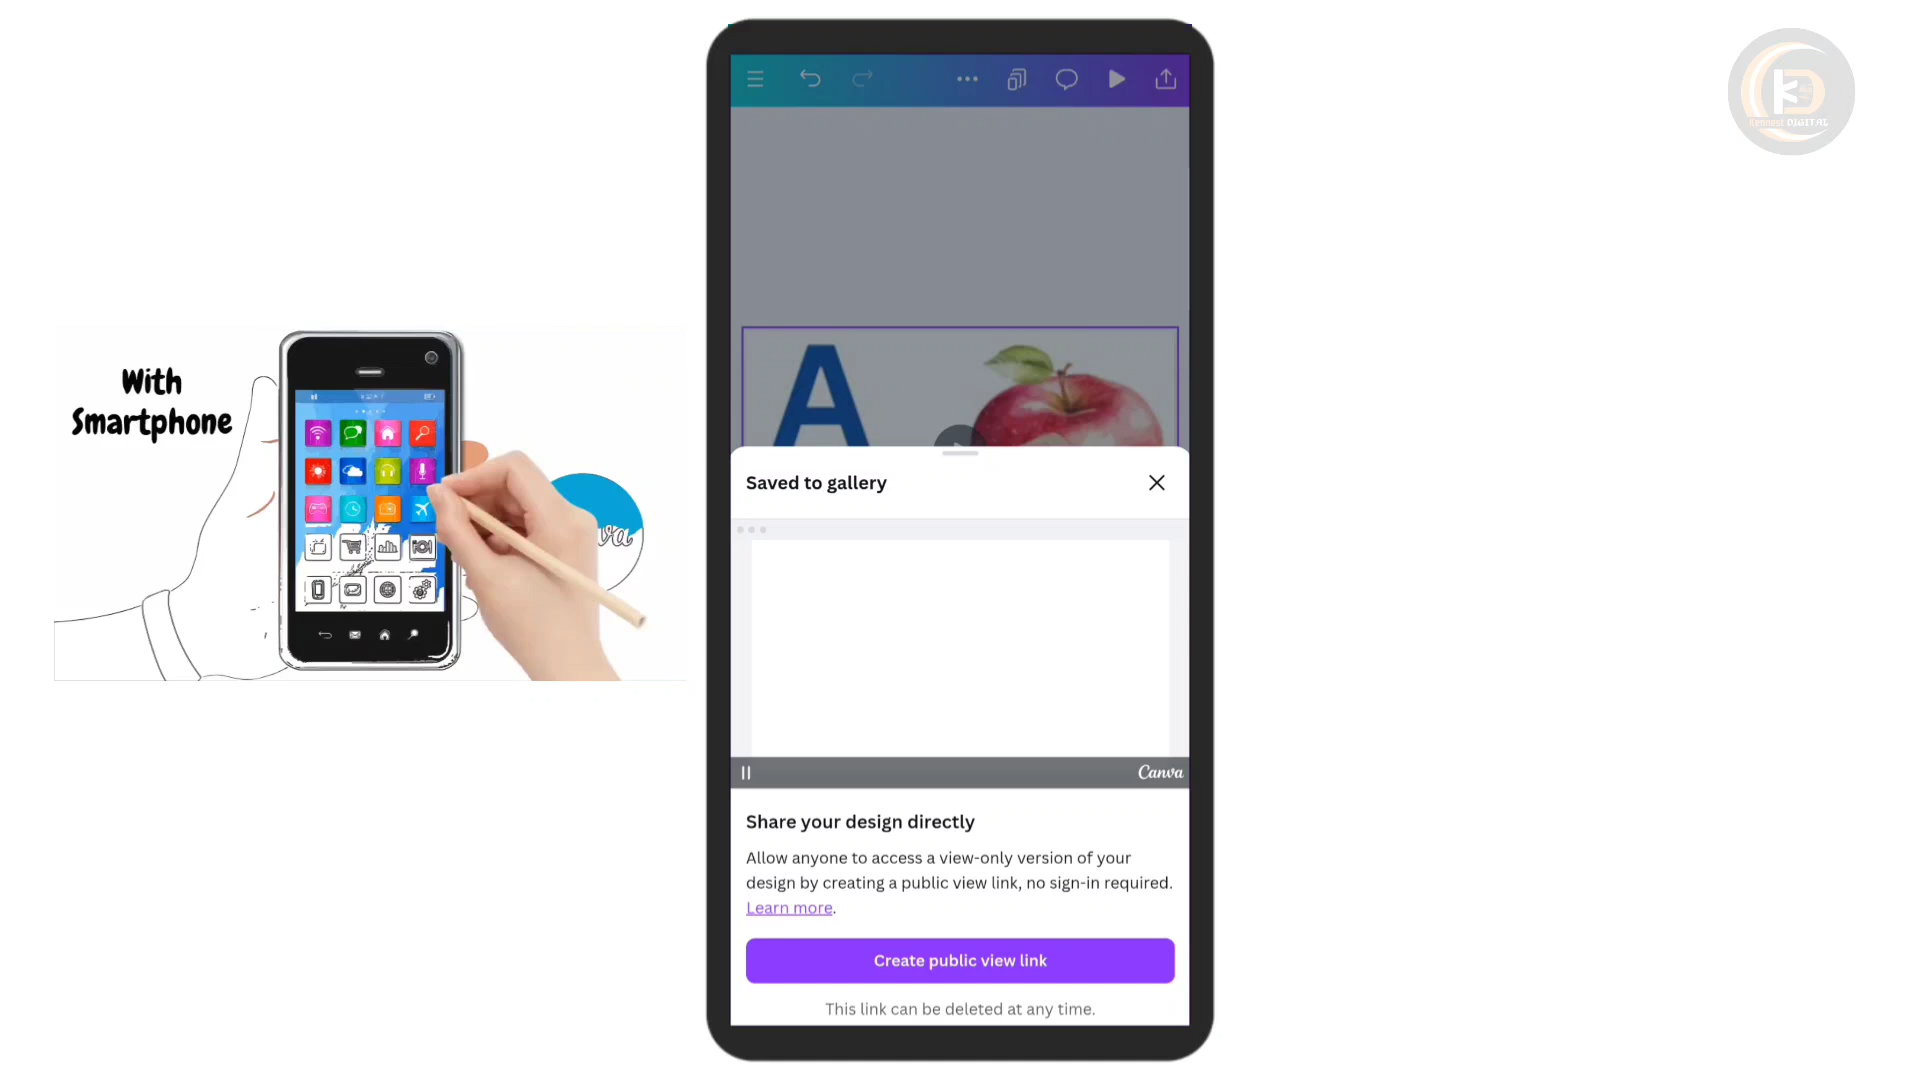 DIGITAL
With
Smartphone
va
A
Saved to gallery
Canva
Share your design directly
Allow anyone to access a view-only version of your
design by creating a public view link, no sign-in required.
Learn more.
Create public view link
This link can be deleted at any time.